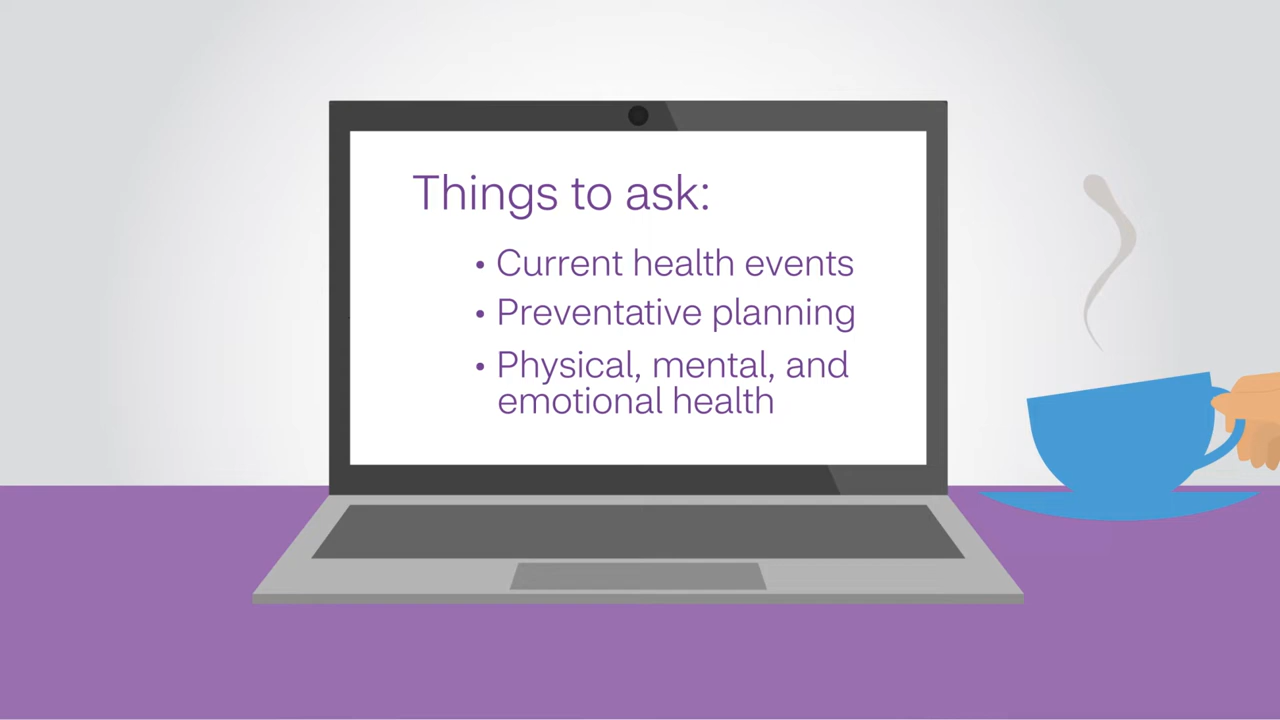 Things to ask:
• Current health events
• Preventative planning
• Physical, mental, and
emotional health